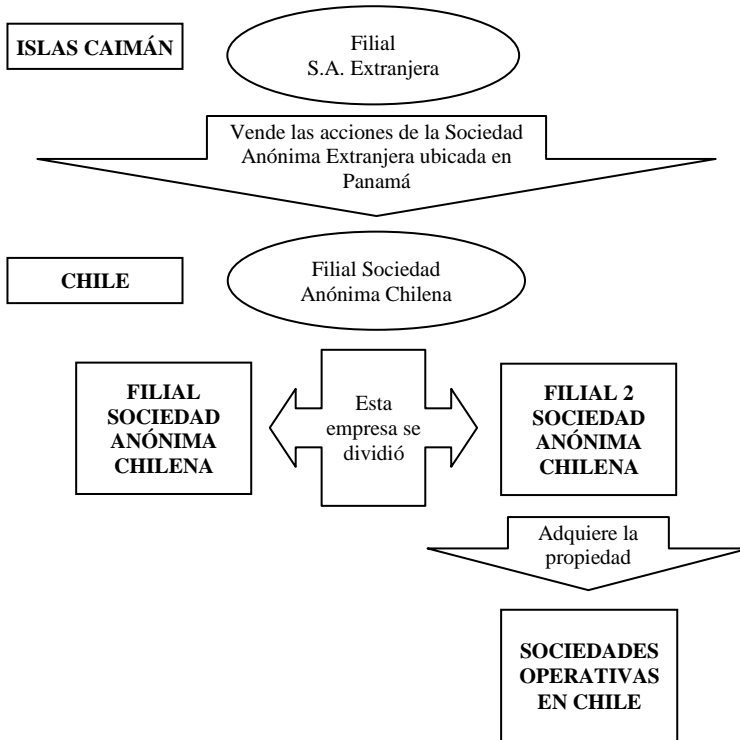 ISLAS CAIMÁN
Filial
S.A. Extranjera
Vende las acciones de la Sociedad
Anónima Extranjera ubicada en
Panamá
CHILE
Filial Sociedad
Anónima Chilena
FILIAL
SOCIEDAD
ANÓNIMA
CHILENA
Esta
empresa se
dividió
FILIAL 2
SOCIEDAD
ANÓNIMA
CHILENA
Adquiere la
propiedad
SOCIEDADES
OPERATIVAS
EN CHILE